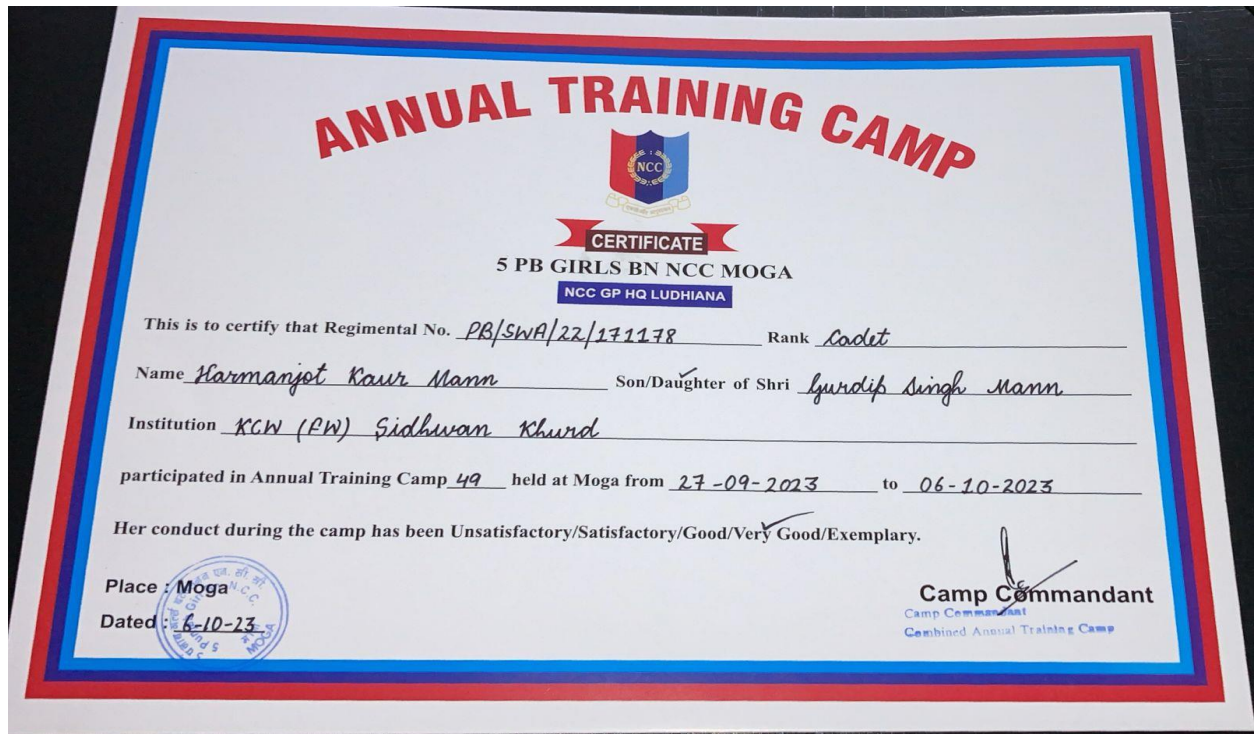 ANNUAL TRAINING CAMP
NCC
CERTIFICATE
5 PB GIRLS BN NCC MOGA
NCC GP HQ LUDHIANA
This is to certify that Regimental No. PB/SWA/22/171178 Rank Cadet
Name Harmanjot Kaur Mann Son/Daughter of Shri Gurdip Singh Mann
Institution KCW (PW) Sidhwan Khurd
participated in Annual Training Camp 49 held at Moga from 27-09-2023 to 06-10-2023
Her conduct during the camp has been Unsatisfactory/Satisfactory/Good/Very Good/Exemplary.
Place : Moga
Dated : 6-10-23
N.C.C.
MOGA
Camp Commandant
Camp Commandant
Combined Annual Training Camp